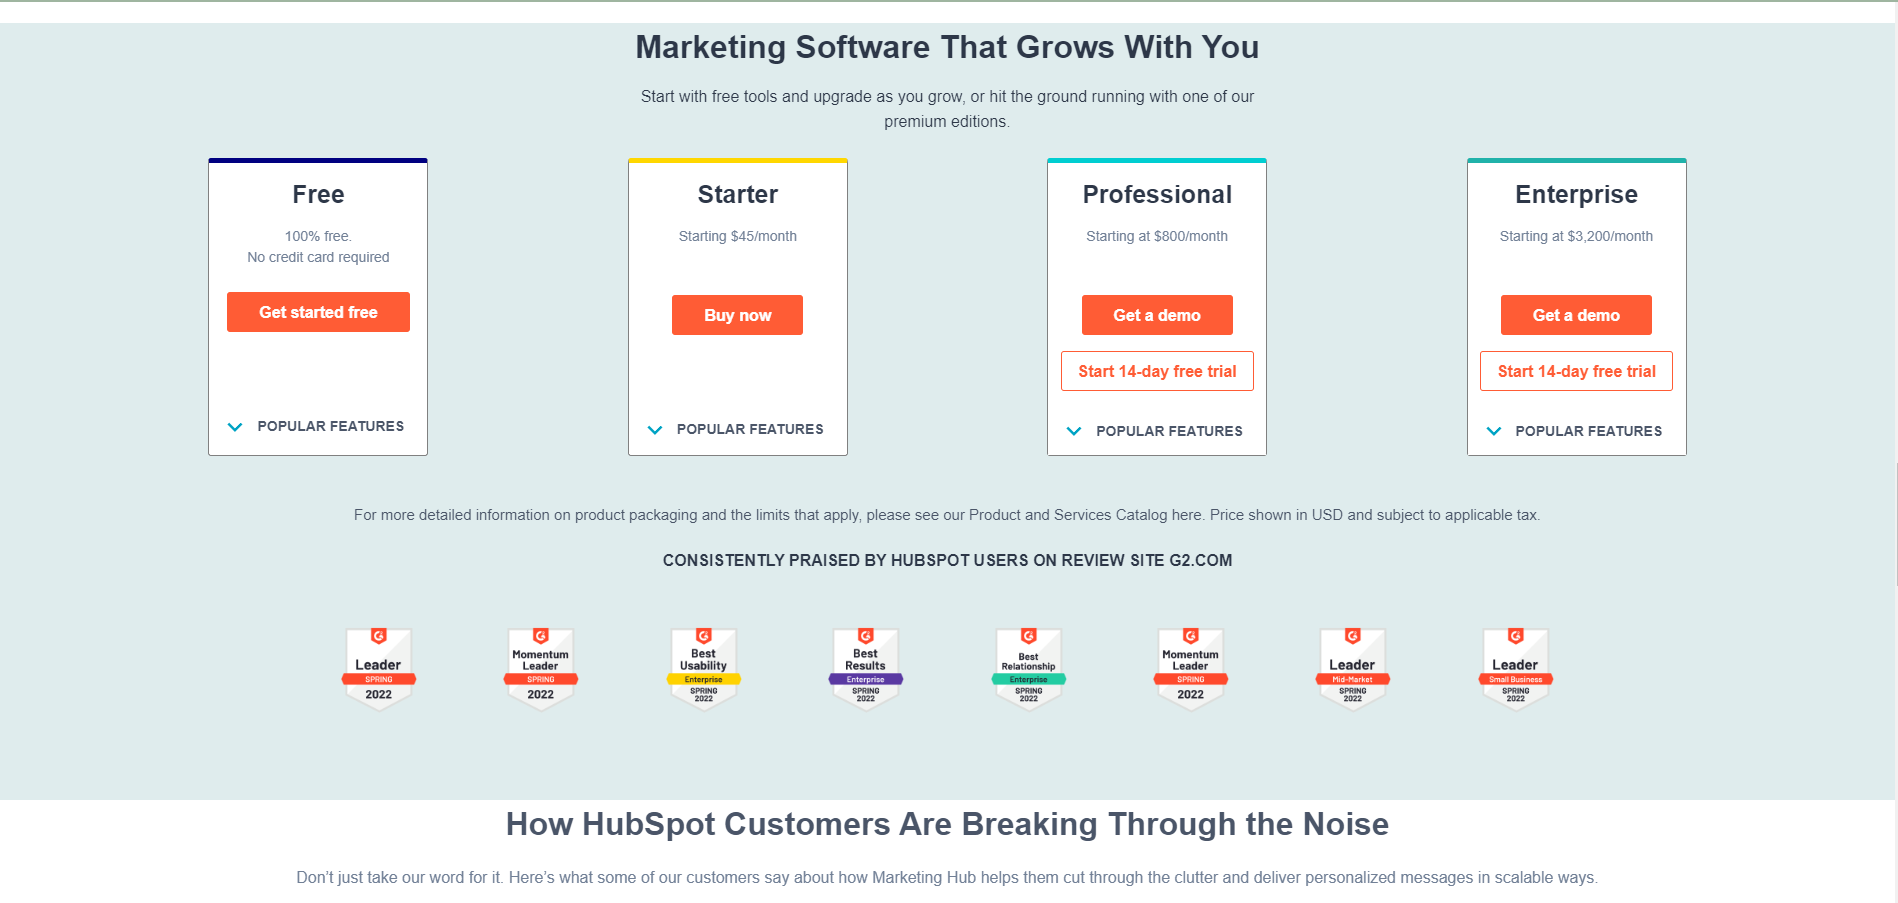 Marketing Software That Grows With You
Start with free tools and upgrade as you grow, or hit the ground running with one of our
premium editions.
Free
100% free.
No credit card required
Get started free
POPULAR FEATURES
Starter
Starting $45/month
Buy now
POPULAR FEATURES
Professional
Starting at $800/month
Get a demo
Start 14-day free trial
POPULAR FEATURES
Enterprise
Starting at $3,200/month
Get a demo
Start 14-day free trial
POPULAR FEATURES
For more detailed information on product packaging and the limits that apply, please see our Product and Services Catalog here. Price shown in USD and subject to applicable tax.
CONSISTENTLY PRAISED BY HUBSPOT USERS ON REVIEW SITE G2.COM
Leader
SPRING
2022
Momentum
Leader
SPRING
2022
Best
Usability
Enterprise
SPRING
2022
Best
Results
Enterprise
SPRING
2022
Best
Relationship
Enterprise
SPRING
2022
Momentum
Leader
SPRING
2022
Leader
Mid-Market
SPRING
2022
Leader
Small Business
SPRING
2022
How HubSpot Customers Are Breaking Through the Noise
Don’t just take our word for it. Here’s what some of our customers say about how Marketing Hub helps them cut through the clutter and deliver personalized messages in scalable ways.